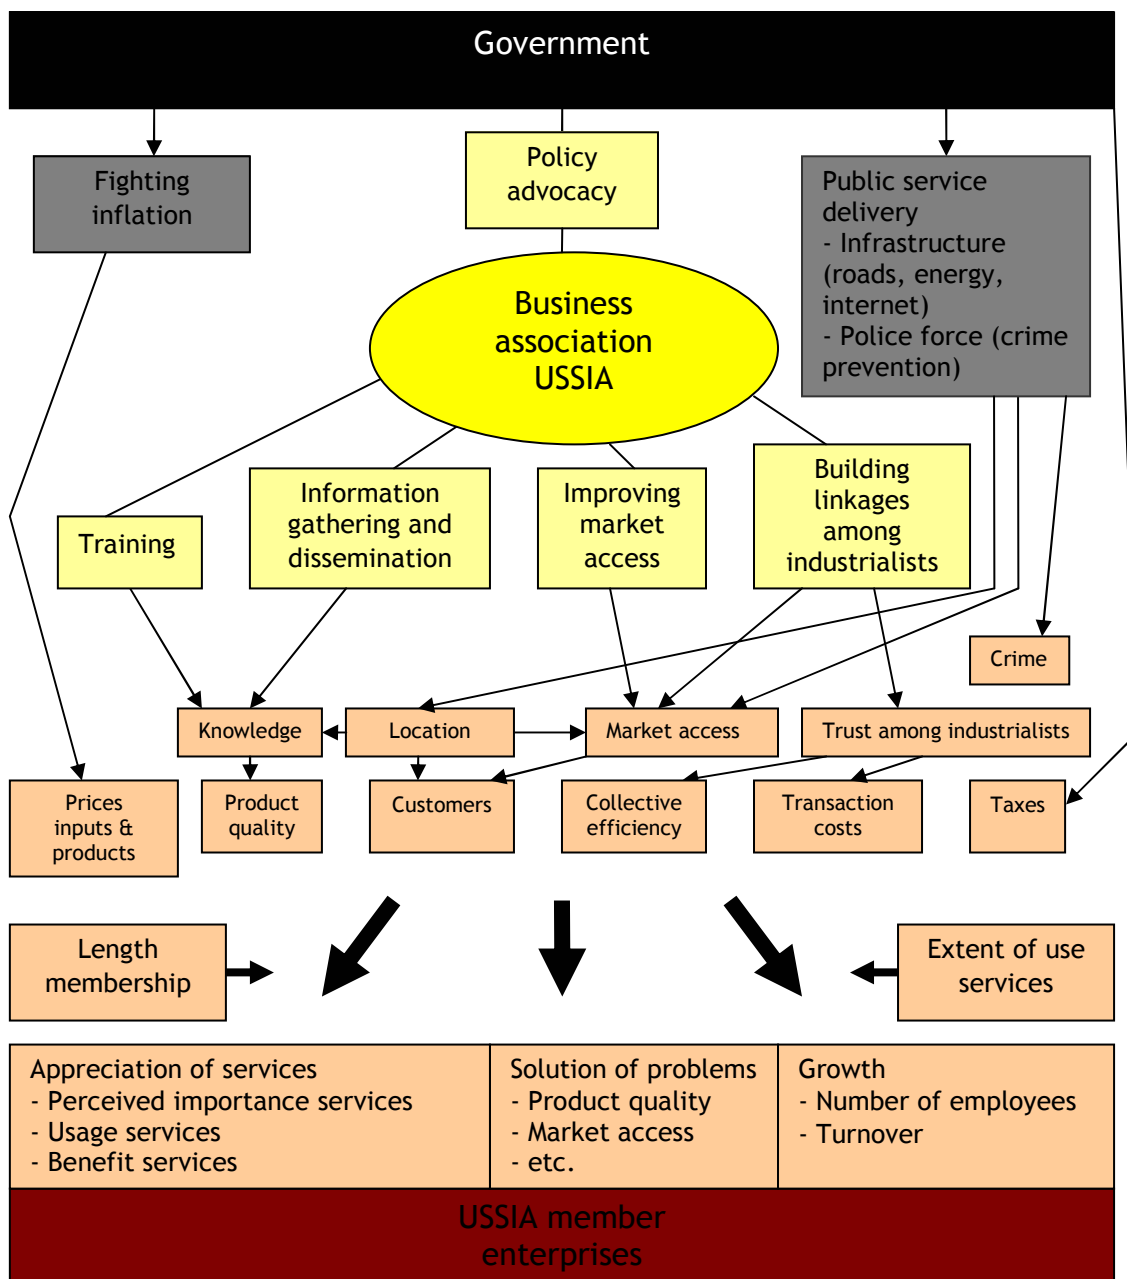 Government
Fighting
inflation
Policy
advocacy
Public service
delivery
- Infrastructure
(roads, energy,
internet)
- Police force (crime
prevention)
Business
association
USSIA
Training
Information
gathering and
dissemination
Improving
market
access
Building
linkages
among
industrialists
Crime
Knowledge
Location
Market access
Trust among industrialists
Prices
inputs &
products
Product
quality
Customers
Collective
efficiency
Transaction
costs
Taxes
Length
membership
Extent of use
services
Appreciation of services
- Perceived importance services
- Usage services
- Benefit services
Solution of problems
- Product quality
- Market access
- etc.
Growth
- Number of employees
- Turnover
USSIA member
enterprises